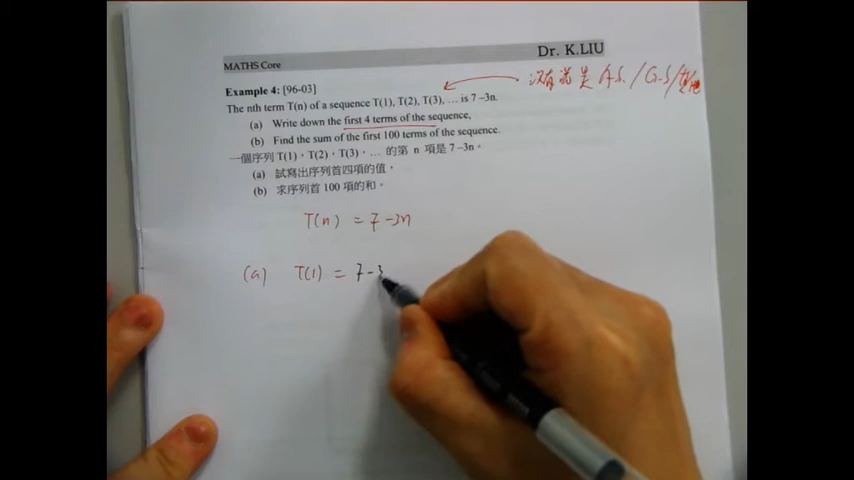 Dr. K.LIU
MATHS Core
Example 4: [96-03]
The nth term T(n) of a sequence T(1), T(2), T(3), … is 7 –3n.
A.S. / G.S /
(a) Write down the first 4 terms of the sequence,
(b) Find the sum of the first 100 terms of the sequence.
一個序列 T(1),T(2),T(3),… 的第 n 項是 7 –3n。
(a) 試寫出序列首四項的值,
(b) 求序列首 100 項的和。
T(n) = 7 -3n
(a) T(1) = 7 - 3